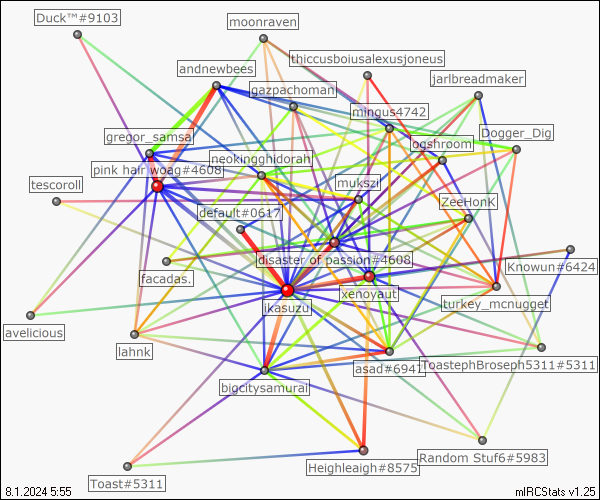 Duck™#9103
moonraven
thiccusboiusalexusjoneus
andnewbees
jarlbreadmaker
gazpachoman
mingus4742
gregor_samsa
ogshroom
Dogger_Dig
pink hair woag#4608
neokingghidorah
tescoroll
mukszi
ZeeHonK
default#0617
disaster of passion#4608
Knowun#6424
facadas.
xenoyaut
ikasuzu
turkey_mcnugget
avelicious
lahnk
asad#6947
ToastephBroseph5311#5311
bigcitysamurai
Random Stuf6#5983
Heighleaigh#8575
Toast#5311
8.1.2024 5:55
mIRCStats v1.25